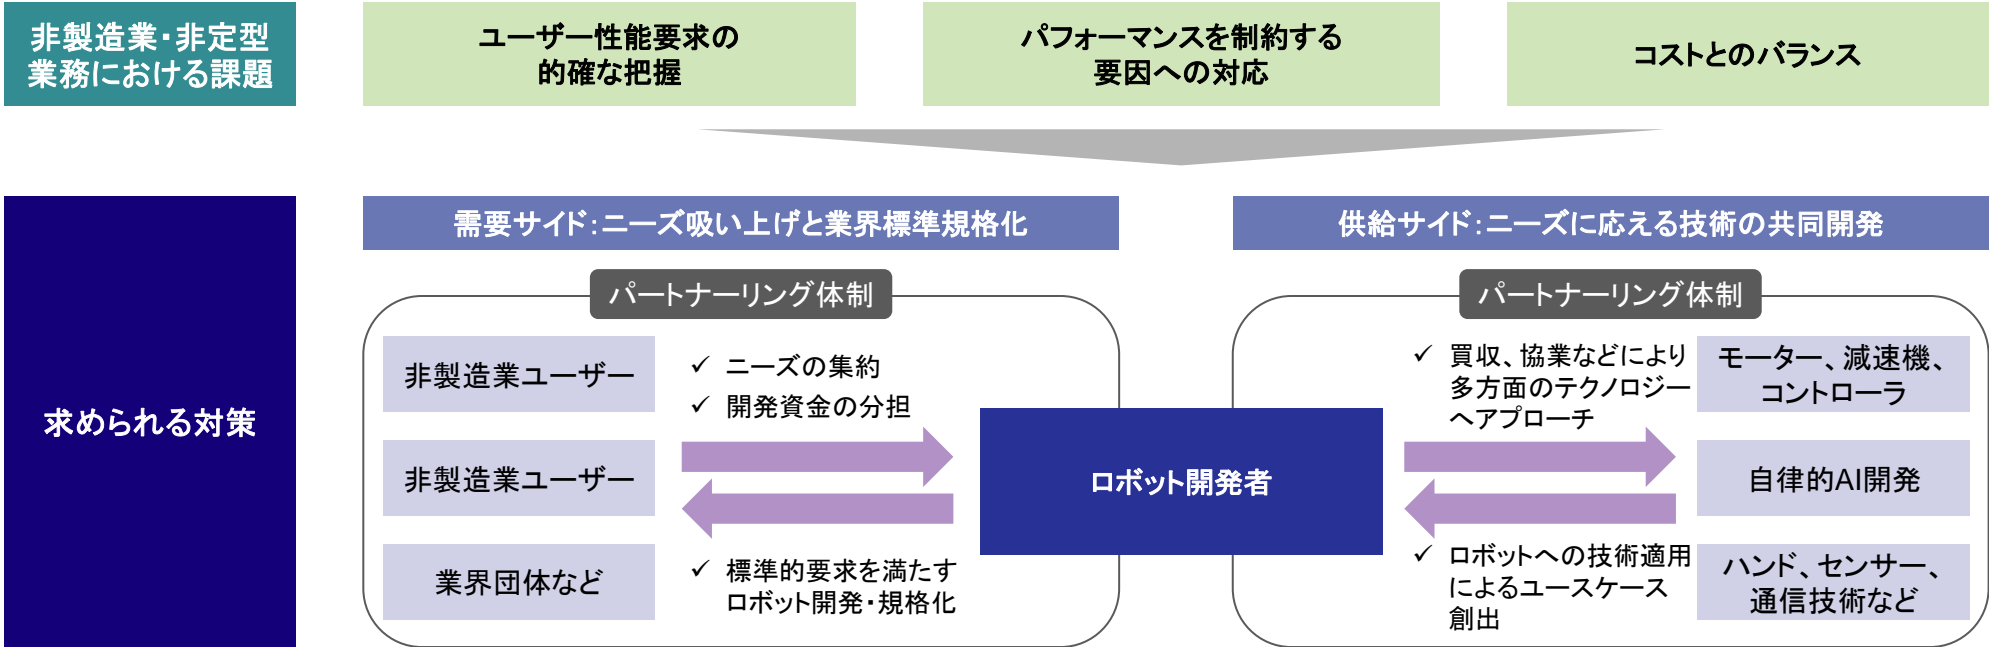 非製造業・非定型
業務における課題
ユーザー性能要求の
的確な把握
パフォーマンスを制約する
要因への対応
コストとのバランス
求められる対策
需要サイド：ニーズ吸い上げと業界標準規格化
パートナーリング体制
非製造業ユーザー
非製造業ユーザー
業界団体など
✓ ニーズの集約
✓ 開発資金の分担
✓ 標準的要求を満たす
ロボット開発・規格化
ロボット開発者
供給サイド：ニーズに応える技術の共同開発
パートナーリング体制
✓ 買収、協業などにより
多方面のテクノロジー
へアプローチ
✓ ロボットへの技術適用
によるユースケース
創出
モーター、減速機、
コントローラ
自律的AI開発
ハンド、センサー、
通信技術など